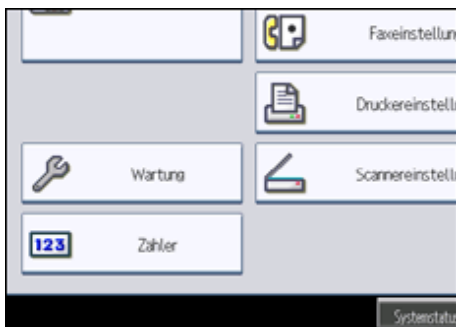 Faxeinstellun
Druckereinstell
Wartung
Scannereinstell
123
Zähler
Systemstatu